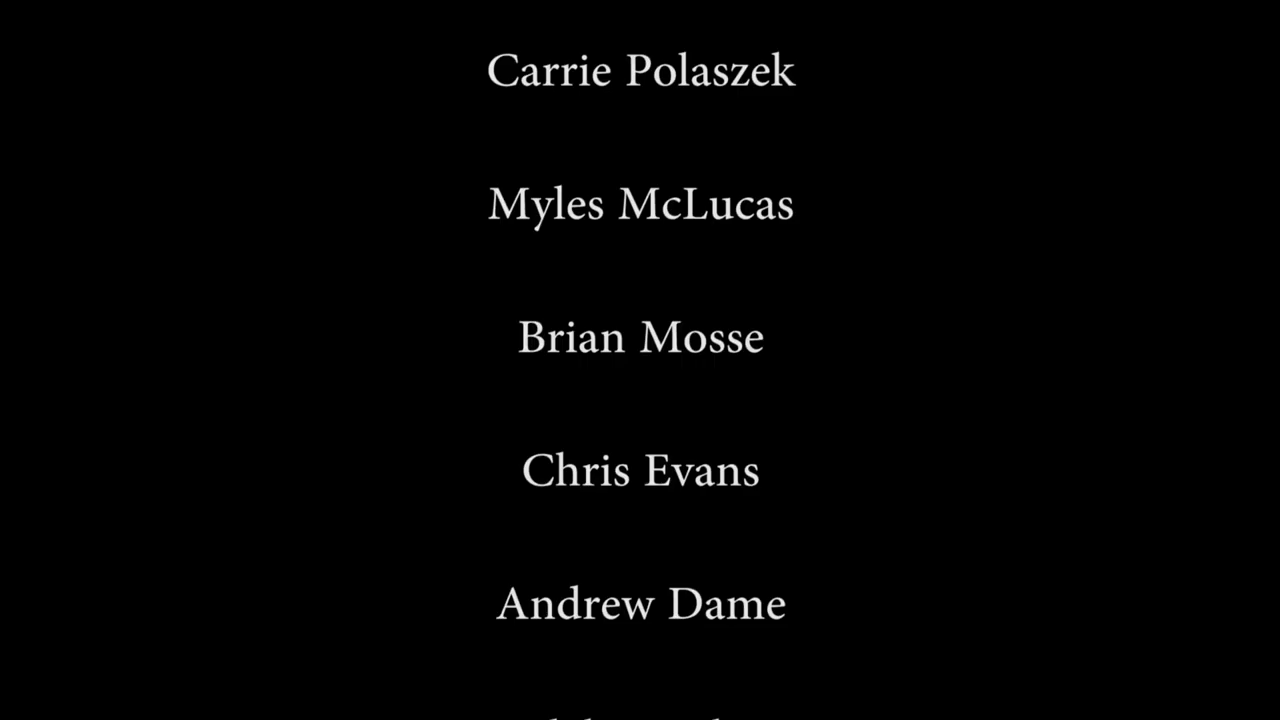 Carrie Polaszek
Myles McLucas
Brian Mosse
Chris Evans
Andrew Dame